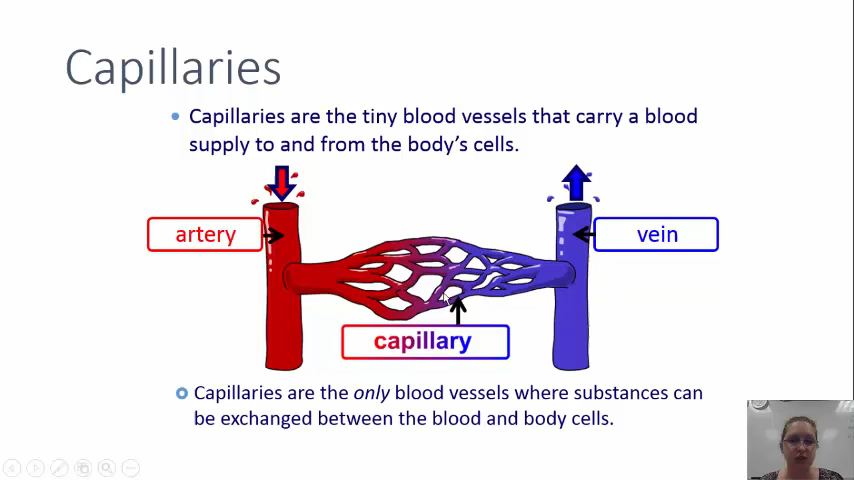 Capillaries
Capillaries are the tiny blood vessels that carry a blood
supply to and from the body's cells.
artery
vein
capillary
Capillaries are the only blood vessels where substances can
be exchanged between the blood and body cells.